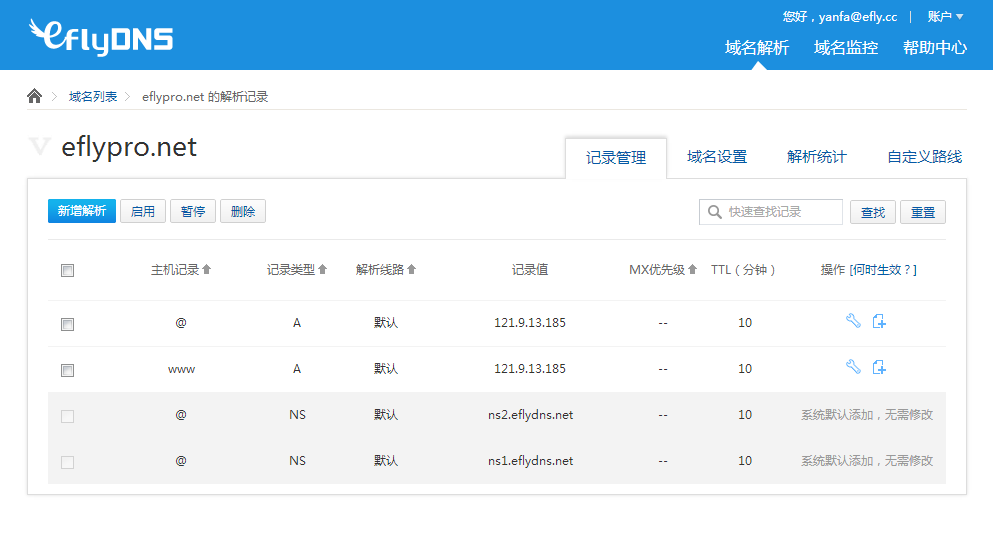 您好，yanfa@efly.cc | 账户
eflyDNS
域名解析 域名监控 帮助中心
域名列表 eflypro.net 的解析记录
V eflypro.net
记录管理 域名设置 解析统计 自定义路线
新增解析 启用 暂停 删除 快速查找记录 查找 重置
主机记录 记录类型 解析线路 记录值 MX优先级 TTL（分钟） 操作 [何时生效？]
@ A 默认 121.9.13.185 -- 10
www A 默认 121.9.13.185 -- 10
@ NS 默认 ns2.eflydns.net -- 10 系统默认添加，无需修改
@ NS 默认 ns1.eflydns.net -- 10 系统默认添加，无需修改